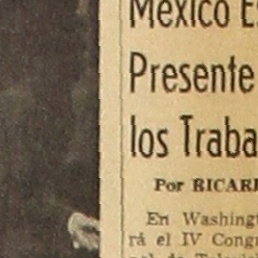 México Es
Presente
los Traba
Por RICAR
En Washingt
rá el IV Congr